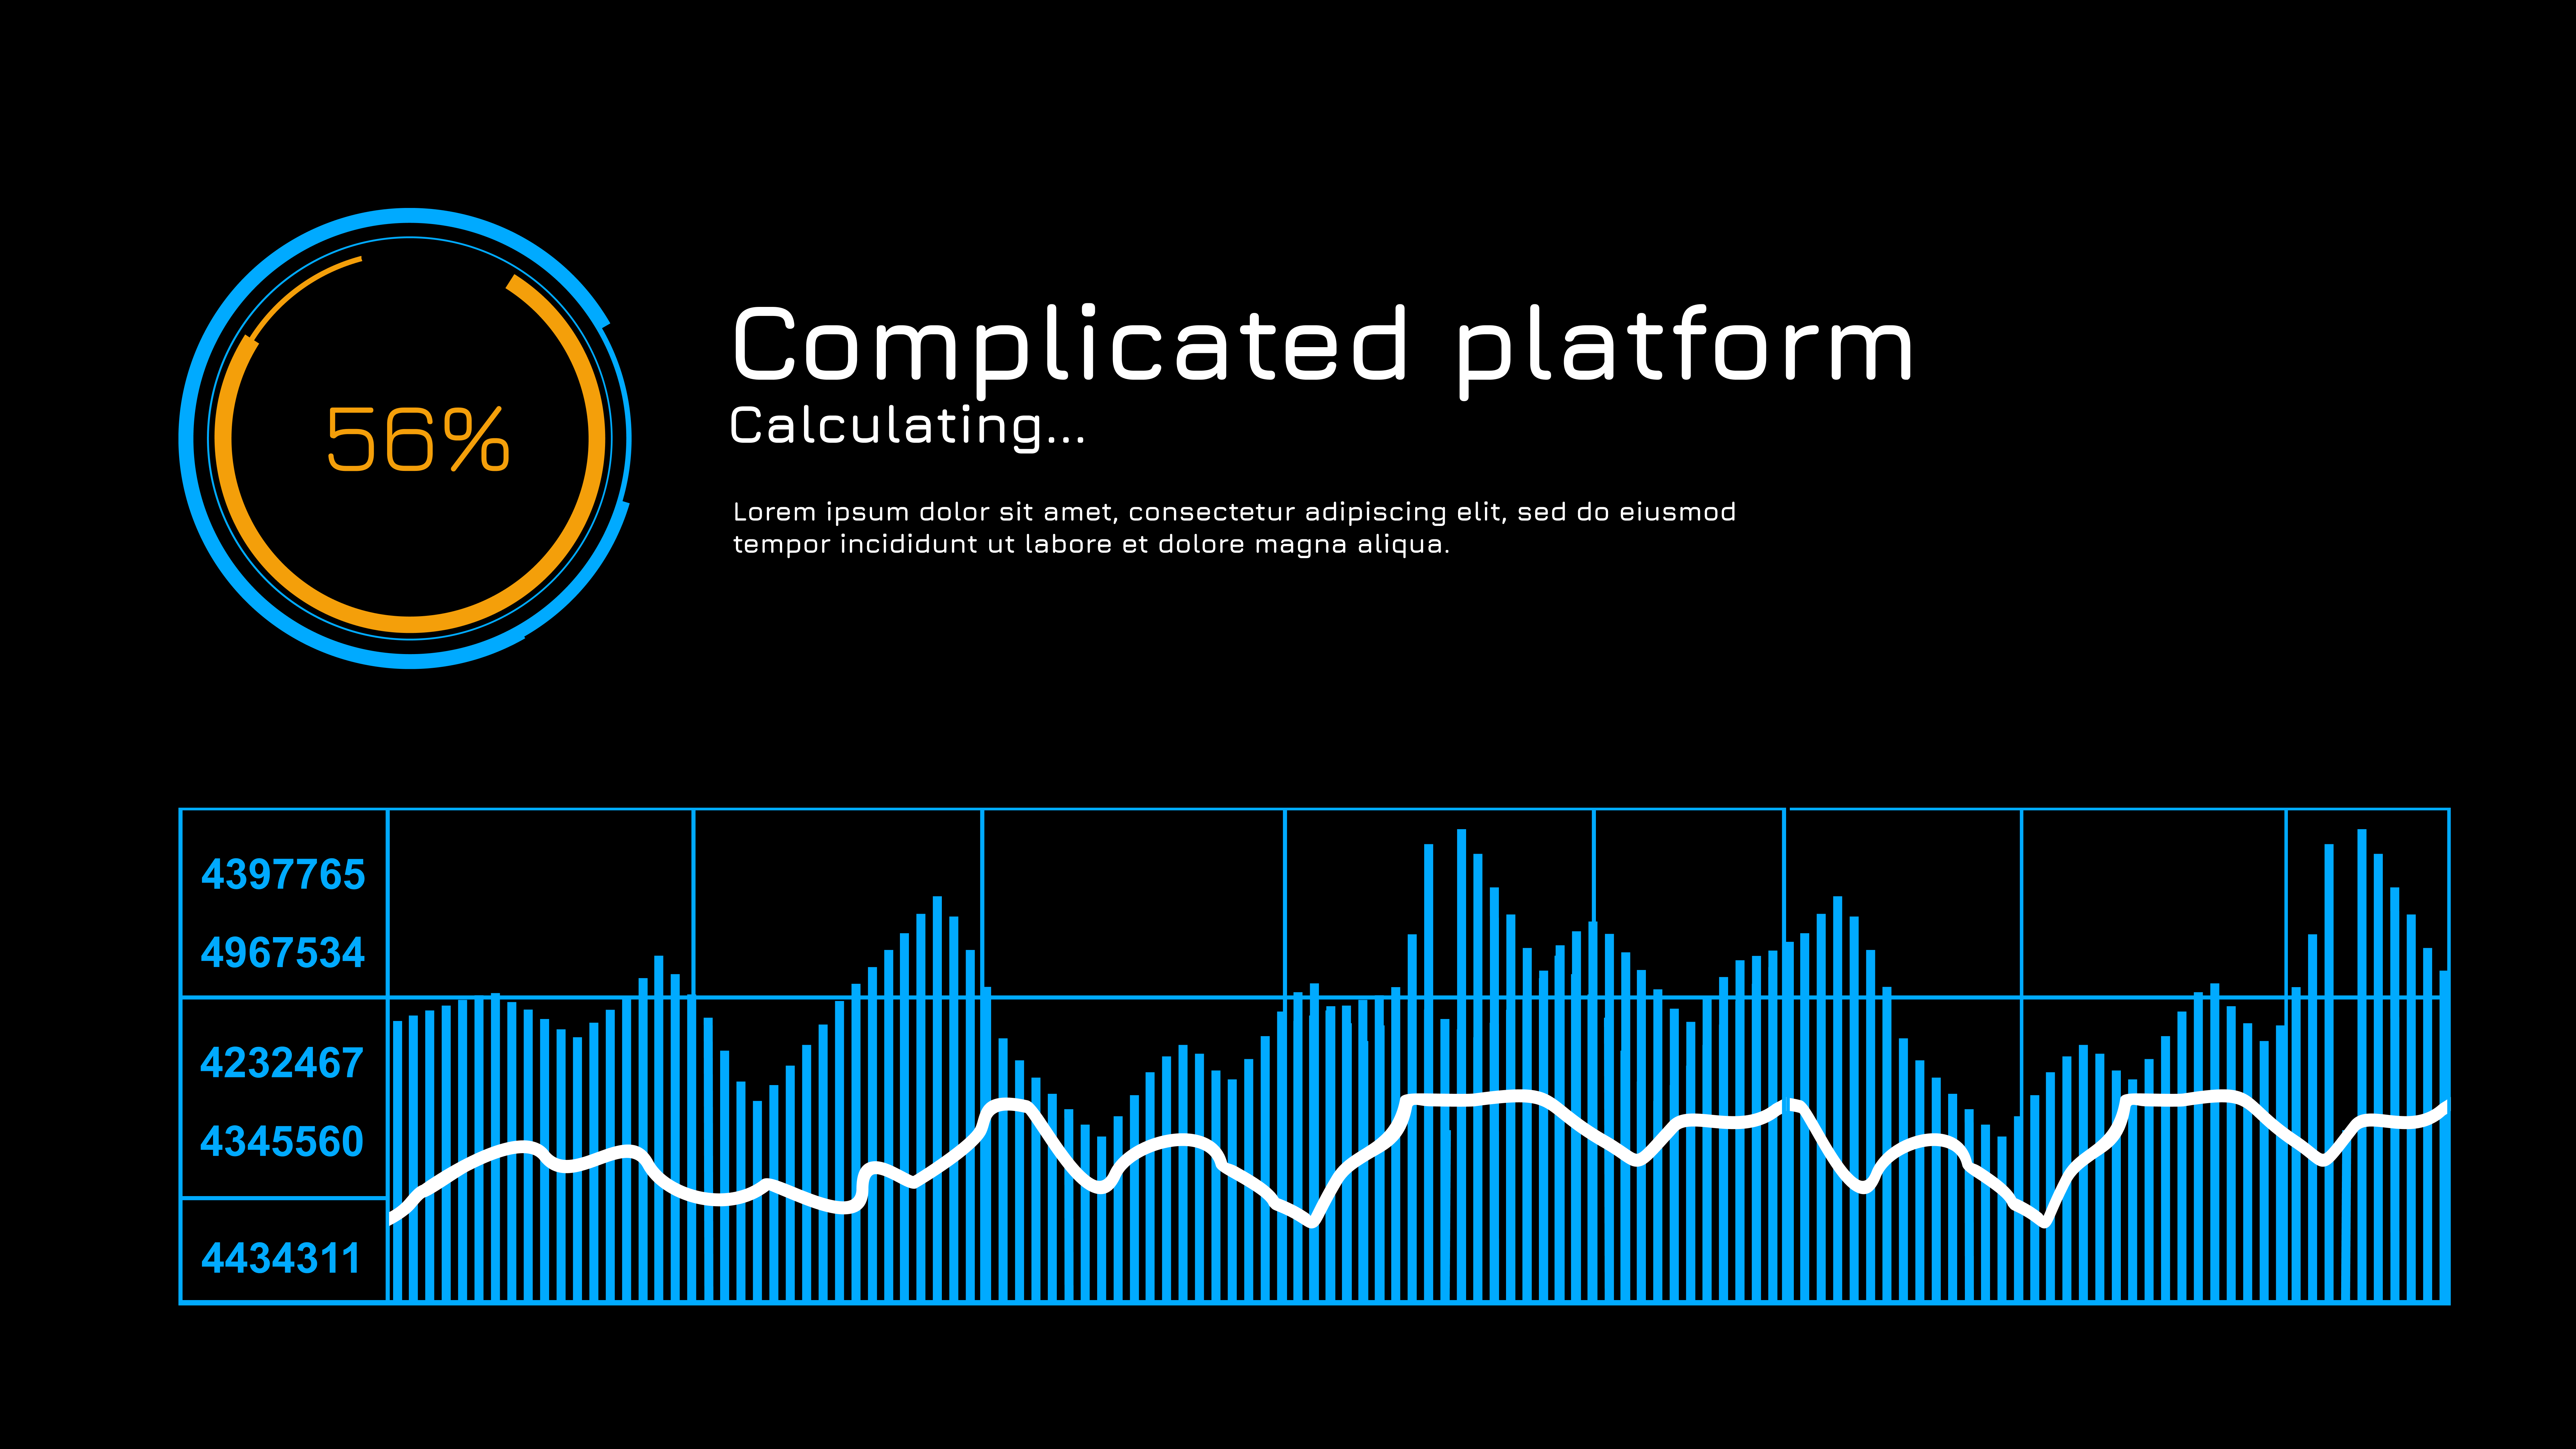 56%
Complicated platform
Calculating...
Lorem ipsum dolor sit amet, consectetur adipiscing elit, sed do eiusmod
tempor incididunt ut labore et dolore magna aliqua.
4397765
4967534
4232467
4345560
4434311